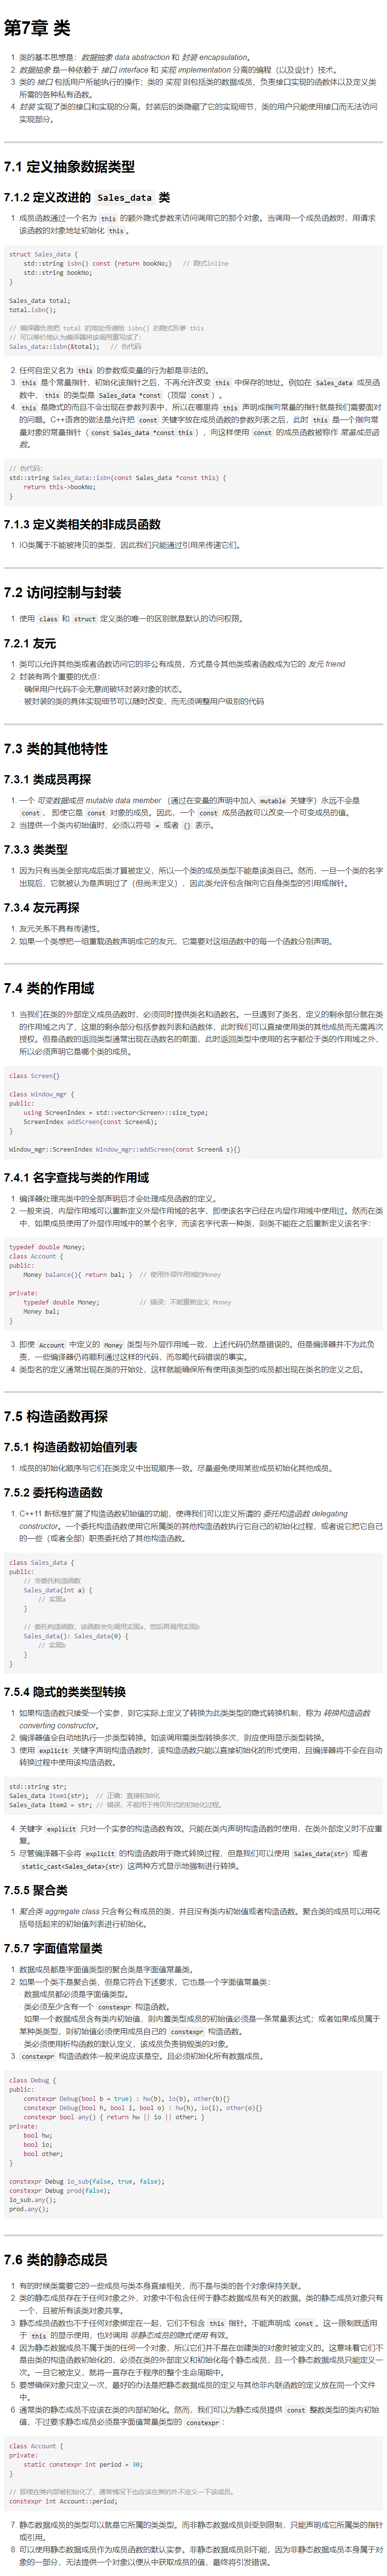 第7章 类
1. 类的基本思想是：数据抽象 data abstraction 和 封装 encapsulation。
2. 数据抽象 是一种依赖于 接口 interface 和 实现 implementation 分离的编程（以及设计）技术。
3. 类的 接口 包括用户所能执行的操作；类的 实现 则包括类的数据成员、负责接口实现的函数体以及定义类
所需的各种私有函数。
4. 封装 实现了类的接口和实现的分离。封装后的类隐藏了它的实现细节，类的用户只能使用接口而无法访问
实现部分。
7.1 定义抽象数据类型
7.1.2 定义改进的 Sales_data 类
1. 成员函数通过一个名为 this 的额外隐式参数来访问调用它的那个对象。当调用一个成员函数时，用请求
该函数的对象地址初始化 this 。
struct Sales_data {
std::string isbn() const {return bookNo;} // 隐式inline
std::string bookNo;
}
Sales_data total;
total.isbn();
// 编译器负责把 total 的地址传递给 isbn() 的隐式形参 this
// 可以等价地认为编译器将该调用重写成了：
Sales_data::isbn(&total); // 伪代码
2. 任何自定义名为 this 的参数或变量的行为都是非法的。
3. this 是个常量指针，初始化该指针之后，不再允许改变 this 中保存的地址。例如在 Sales_data 成员函
数中， this 的类型是 Sales_data *const（顶层 const ）。
4. this 是隐式的而且不会出现在参数列表中，所以在哪里将 this 声明成指向常量的指针就是我们需要面对
的问题。C++语言的做法是允许把 const 关键字放在成员函数的参数列表之后，此时 this 是一个指向常
量对象的常量指针（ const Sales_data *const this ），向这样使用 const 的成员函数被称作 常量成员函
数。
// 伪代码：
std::string Sales_data::isbn(const Sales_data *const this) {
return this->bookNo;
}
7.1.3 定义类相关的非成员函数
1. IO类属于不能被拷贝的类型，因此我们只能通过引用来传递它们。
7.2 访问控制与封装
1. 使用 class 和 struct 定义类的唯一的区别就是默认的访问权限。
7.2.1 友元
1. 类可以允许其他类或者函数访问它的非公有成员，方式是令其他类或者函数成为它的 友元 friend
2. 封装有两个重要的优点：
· 确保用户代码不会无意间破坏封装对象的状态。
· 被封装的类的具体实现细节可以随时改变，而无须调整用户级别的代码
7.3 类的其他特性
7.3.1 类成员再探
1. 一个 可变数据成员 mutable data member （通过在变量的声明中加入 mutable 关键字）永远不会是
const ， 即使它是 const 对象的成员。因此，一个 const 成员函数可以改变一个可变成员的值。
2. 当提供一个类内初始值时，必须以符号 = 或者 {} 表示。
7.3.3 类类型
1. 因为只有当类全部完成后类才算被定义，所以一个类的成员类型不能是该类自己。然而，一旦一个类的名字
出现后，它就被认为是声明过了（但尚未定义），因此类允许包含指向它自身类型的引用或指针。
7.3.4 友元再探
1. 友元关系不具有传递性。
2. 如果一个类想把一组重载函数声明成它的友元，它需要对这组函数中的每一个函数分别声明。
7.4 类的作用域
1. 当我们在类的外部定义成员函数时，必须同时提供类名和函数名。一旦遇到了类名，定义的剩余部分就在类
的作用域之内了，这里的剩余部分包括参数列表和函数体，此时我们可以直接使用类的其他成员而无需再次
授权。但是函数的返回类型通常出现在函数名的前面，此时返回类型中使用的名字都位于类的作用域之外，
所以必须声明它是哪个类的成员。
class Screen{}
class Window_mgr {
public:
using ScreenIndex = std::vector<Screen>::size_type;
ScreenIndex addScreen(const Screen&);
}
Window_mgr::ScreenIndex Window_mgr::addScreen(const Screen& s){}
7.4.1 名字查找与类的作用域
1. 编译器处理完类中的全部声明后才会处理成员函数的定义。
2. 一般来说，内层作用域可以重新定义外层作用域的名字，即使该名字已经在内层作用域中使用过。然而在类
中，如果成员使用了外层作用域中的某个名字，而该名字代表一种类，则类不能在之后重新定义该名字：
typedef double Money;
class Account {
public:
Money balance(){ return bal; } // 使用外层作用域的Money
private:
typedef double Money; // 错误：不能重新定义 Money
Money bal;
}
3. 即使 Account 中定义的 Money 类型与外层作用域一致，上述代码仍然是错误的。但是编译器并不为此负
责，一些编译器仍将顺利通过这样的代码，而忽略代码错误的事实。
4. 类型名的定义通常出现在类的开始处，这样就能确保所有使用该类型的成员都出现在类名的定义之后。
7.5 构造函数再探
7.5.1 构造函数初始值列表
1. 成员的初始化顺序与它们在类定义中出现顺序一致。尽量避免使用某些成员初始化其他成员。
7.5.2 委托构造函数
1. C++11 新标准扩展了构造函数初始值的功能，使得我们可以定义所谓的 委托构造函数 delegating
constructor。一个委托构造函数使用它所属类的其他构造函数执行它自己的初始化过程，或者说它把它自己
的一些（或者全部）职责委托给了其他构造函数。
class Sales_data {
public:
// 非委托构造函数
Sales_data(int a) {
// 实现a
}
// 委托构造函数，该函数会先调用实现a，然后再调用实现b
Sales_data(): Sales_data(0) {
// 实现b
}
}
7.5.4 隐式的类类型转换
1. 如果构造函数只接受一个实参，则它实际上定义了转换为此类类型的隐式转换机制，称为 转换构造函数
converting constructor。
2. 编译器值会自动地执行一步类型转换。如该调用需类型转换多次，则应使用显示类型转换。
3. 使用 explicit 关键字声明构造函数时，该构造函数只能以直接初始化的形式使用，且编译器将不会在自动
转换过程中使用该构造函数。
std::string str;
Sales_data item1(str); // 正确：直接初始化
Sales_data item2 = str; // 错误，不能用于拷贝形式的初始化过程。
4. 关键字 explicit 只对一个实参的构造函数有效。只能在类内声明构造函数时使用，在类外部定义时不应重
复。
5. 尽管编译器不会将 explicit 的构造函数用于隐式转换过程，但是我们可以使用 Sales_data(str) 或者
static_cast<Sales_data>(str) 这两种方式显示地强制进行转换。
7.5.5 聚合类
1. 聚合类 aggregate class 只含有公有成员的类，并且没有类内初始值或者构造函数。聚合类的成员可以用花
括号括起来的初始值列表进行初始化。
7.5.7 字面值常量类
1. 数据成员都是字面值类型的聚合类是字面值常量类。
2. 如果一个类不是聚合类，但是它符合下述要求，它也是一个字面值常量类：
· 数据成员都必须是字面值类型。
· 类必须至少含有一个 constexpr 构造函数。
· 如果一个数据成员含有类内初始值，则内置类型成员的初始值必须是一条常量表达式；或者如果成员属于
某种类类型，则初始值必须使用成员自己的 constexpr 构造函数。
· 类必须使用析构函数的默认定义，该成员负责销毁类的对象。
3. constexpr 构造函数体一般来说应该是空。且必须初始化所有数据成员。
class Debug {
public:
constexpr Debug(bool b = true) : hw(b), io(b), other(b){}
constexpr Debug(bool h, bool i, bool o) : hw(h), io(i), other(o){}
constexpr bool any() { return hw || io || other; }
private:
bool hw;
bool io;
bool other;
}
constexpr Debug io_sub(false, true, false);
constexpr Debug prod(false);
io_sub.any();
prod.any();
7.6 类的静态成员
1. 有的时候类需要它的一些成员与类本身直接相关，而不是与类的各个对象保持关联。
2. 类的静态成员存在于任何对象之外，对象中不包含任何于静态数据成员有关的数据。类的静态成员对象只有
一个，且被所有该类对象共享。
3. 静态成员函数也不于任何对象绑定在一起，它们不包含 this 指针。不能声明成 const。这一限制既适用
于 this 的显示使用，也对调用 非静态成员的隐式使用 有效。
4. 因为静态数据成员不属于类的任何一个对象，所以它们并不是在创建类的对象时被定义的。这意味着它们不
是由类的构造函数初始化的，必须在类的外部定义和初始化每个静态成员，且一个静态数据成员只能定义一
次。一旦它被定义，就将一直存在于程序的整个生命周期中。
5. 要想确保对象只定义一次，最好的办法是把静态数据成员的定义与其他非内联函数的定义放在同一个文件
中。
6. 通常类的静态成员不应该在类的内部初始化。然而，我们可以为静态成员提供 const 整数类型的类内初始
值，不过要求静态成员必须是字面值常量类型的 constexpr：
class Account {
private:
static constexpr int period = 30;
}
// 即使在类内部被初始化了，通常情况下也应该在类的外不定义一下该成员。
constexpr int Account::period;
7. 静态数据成员的类型可以就是它所属的类类型。而非静态数据成员则受到限制，只能声明成它所属类的指针
或引用。
8. 可以使用静态数据成员作为成员函数的默认实参。非静态数据成员则不能，因为非静态数据成员本身属于对
象的一部分，无法提供一个对象以便从中获取成员的值，最终将引发错误。